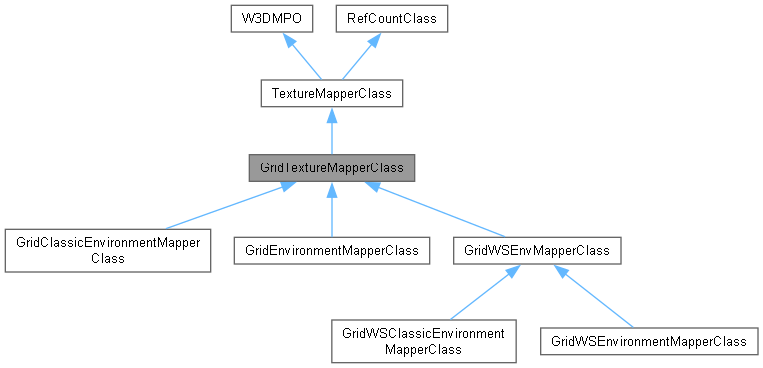 W3DMPO
RefCountClass
TextureMapperClass
GridTextureMapperClass
GridClassicEnvironmentMapper
Class
GridEnvironmentMapperClass
GridWSEnvMapperClass
GridWSClassicEnvironment
MapperClass
GridWSEnvironmentMapperClass